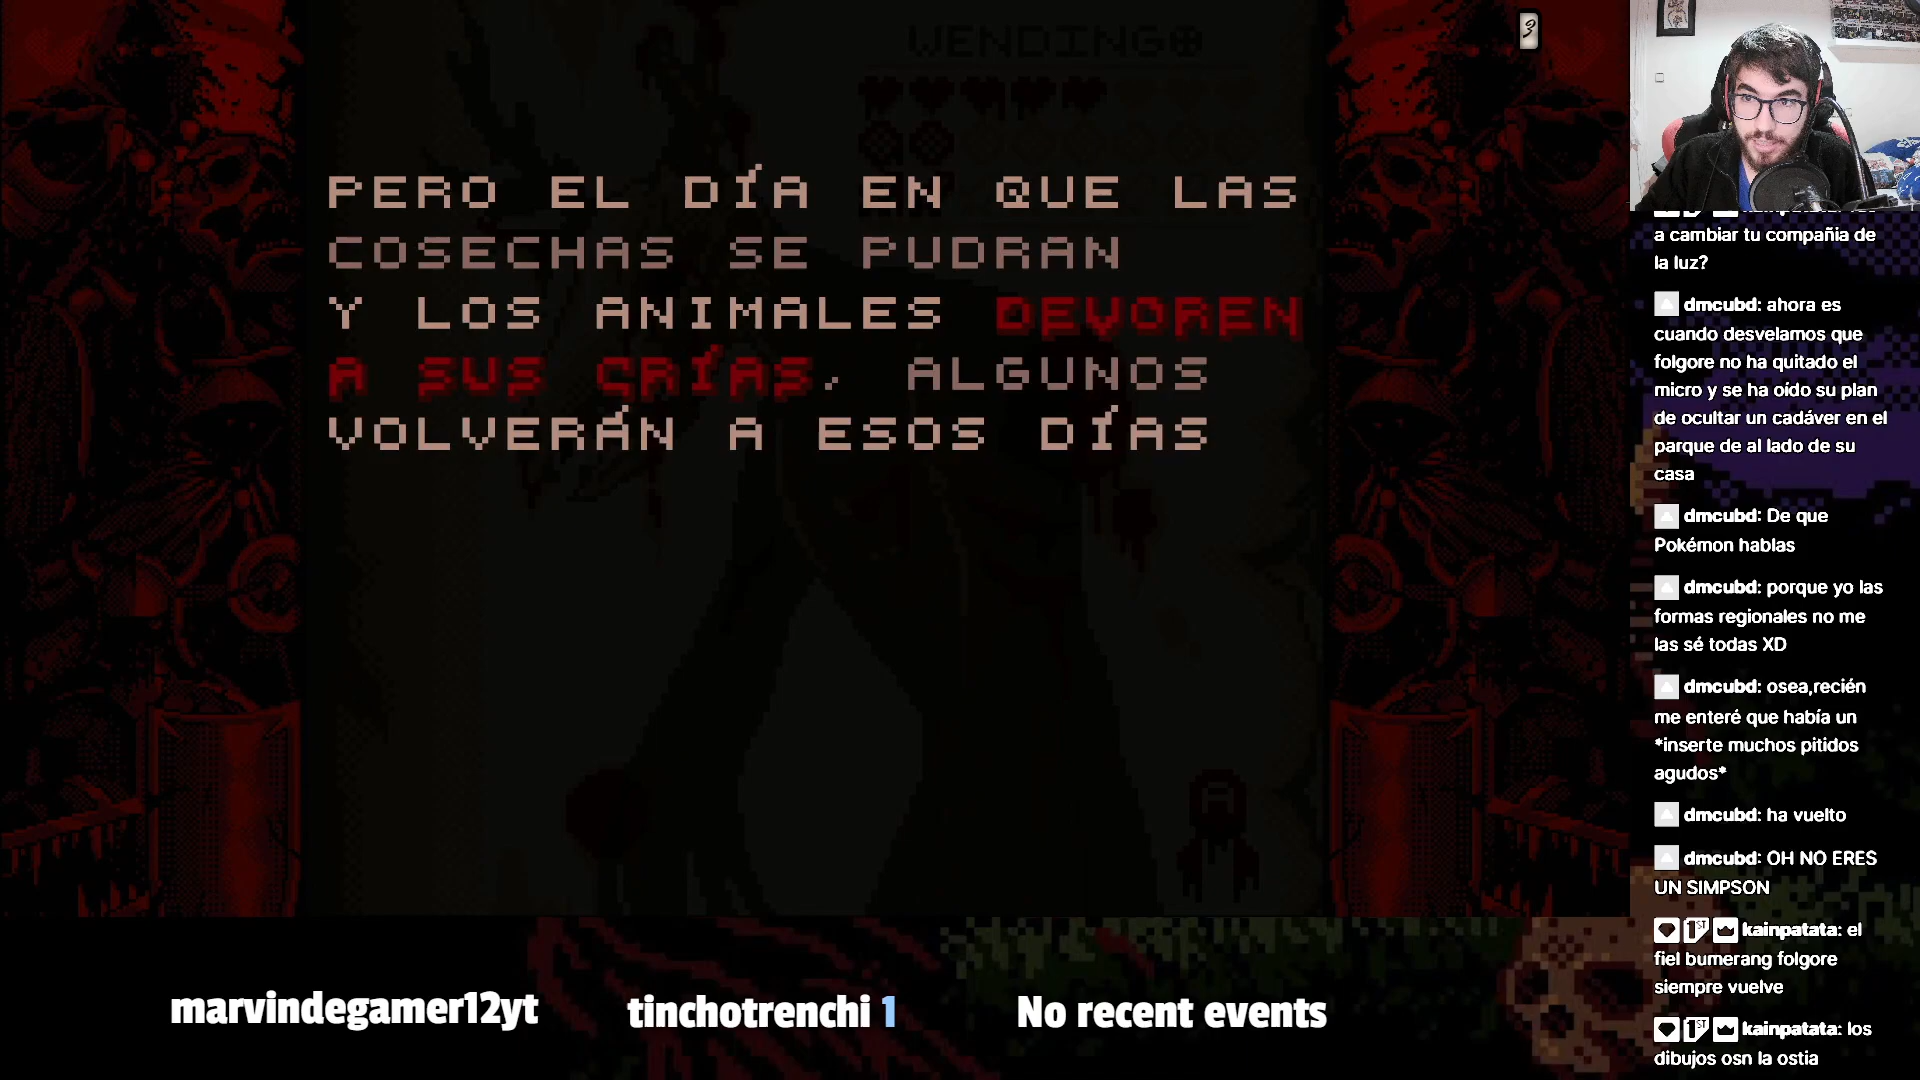 WENDINGO
3
PERO EL DÍA EN QUE LAS
COSECHAS SE PUDRAN
Y LOS ANIMALES DEVOREN
A SUS CRÍAS, ALGUNOS
VOLVERÁN A ESOS DÍAS
a cambiar tu compañia de
la luz?
dmcubd: ahora es
cuando desvelamos que
folgore no ha quitado el
micro y se ha oído su plan
de ocultar un cadáver en el
parque de al lado de su
casa
dmcubd: De que
Pokémon hablas
dmcubd: porque yo las
formas regionales no me
las sé todas XD
dmcubd: osea,recién
me enteré que había un
*inserte muchos pitidos
agudos*
dmcubd: ha vuelto
dmcubd: OH NO ERES
UN SIMPSON
1ST kainpatata: el
fiel bumerang folgore
siempre vuelve
1ST kainpatata: los
dibujos osn la ostia
marvindegamer12yt
tinchotrenchi 1
No recent events